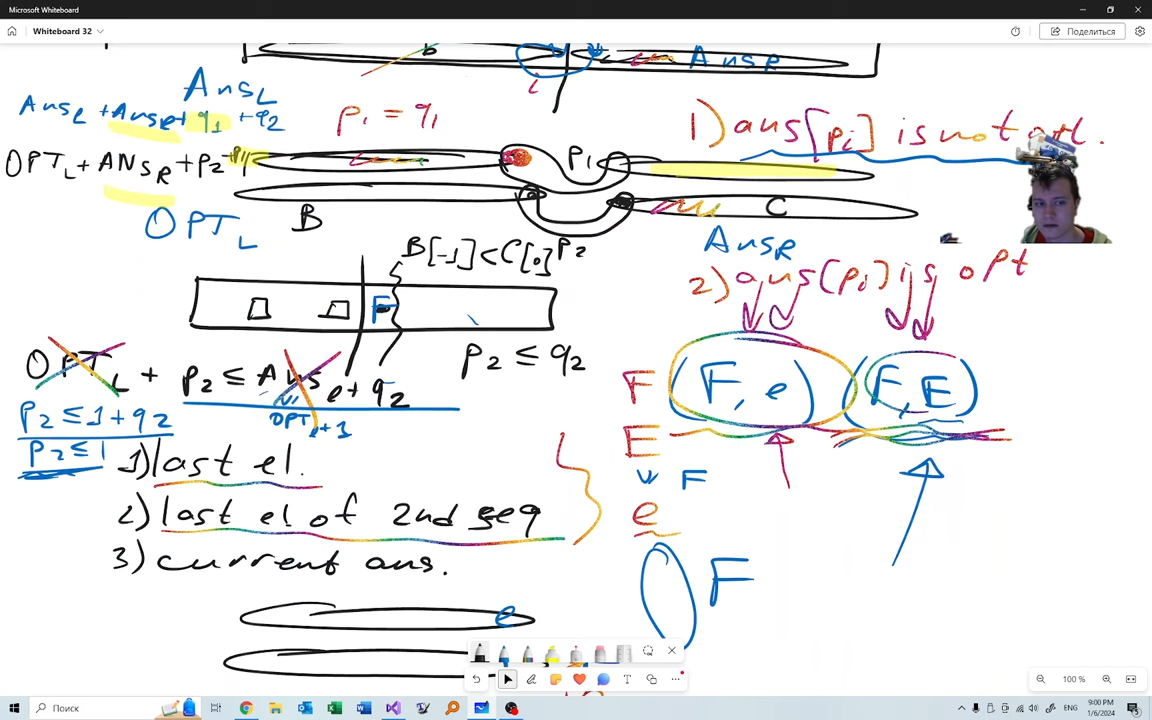 Microsoft Whiteboard
Whiteboard 32
Поделиться
b
AnsR
AnsL
AnsL + AnsR + q1 + q2
i
p1 = q1
1) ans[pi] is not opt.
OPTL + ANSR + p2 + p1
P1
B
C
OPTL
AnsR
B[-1] < C[0] P2
2) ans(pi) is opt
F
p2 ≤ q2
OPTL + p2 ≤ Ans e + q2
OPTL + 1
F (F, e) (F, E)
p2 ≤ 1 + q2
E
p2 ≤ 1
1) last el.
F
2) last el of 2nd seq
e
3) current ans.
F
e
100 %
Поиск
ENG
9:00 PM
1/6/2024